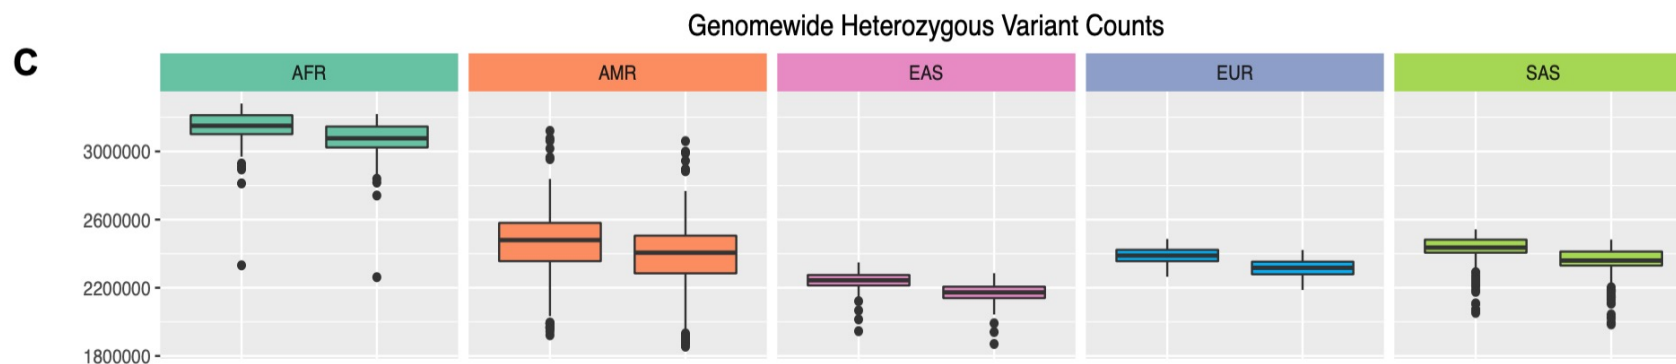 Genomewide Heterozygous Variant Counts
C
AFR AMR EAS EUR SAS
3000000
2600000
2200000
1800000